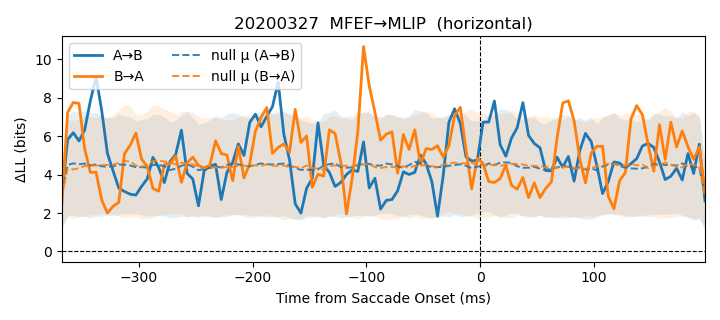 20200327  MFEF→MLIP  (horizontal)
A→B
B→A
null μ (A→B)
null μ (B→A)
ΔLL (bits)
10
8
6
4
2
0
−300
−200
−100
0
100
Time from Saccade Onset (ms)